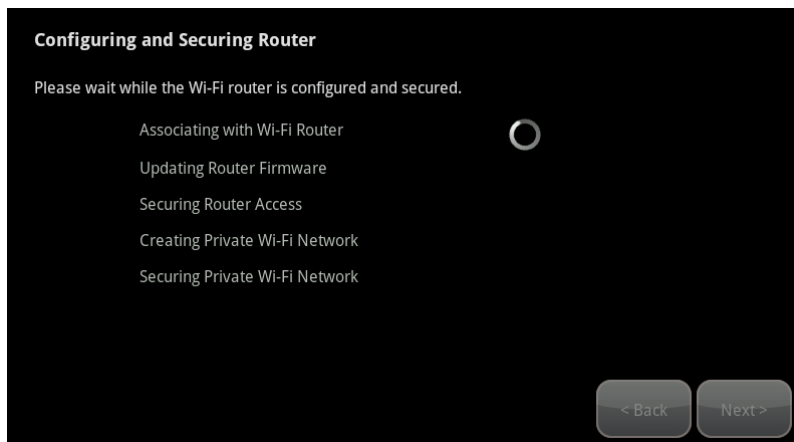 Configuring and Securing Router
Please wait while the Wi-Fi router is configured and secured.
Associating with Wi-Fi Router
Updating Router Firmware
Securing Router Access
Creating Private Wi-Fi Network
Securing Private Wi-Fi Network
< Back
Next >